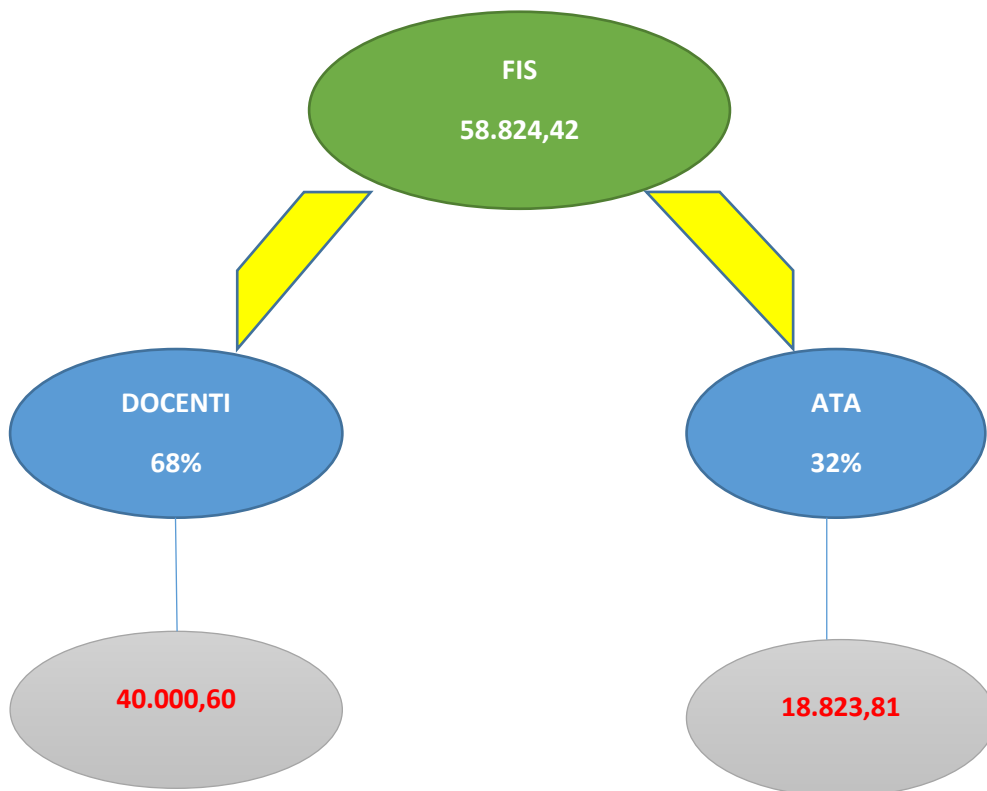 FIS
58.824,42
DOCENTI
68%
ATA
32%
40.000,60
18.823,81